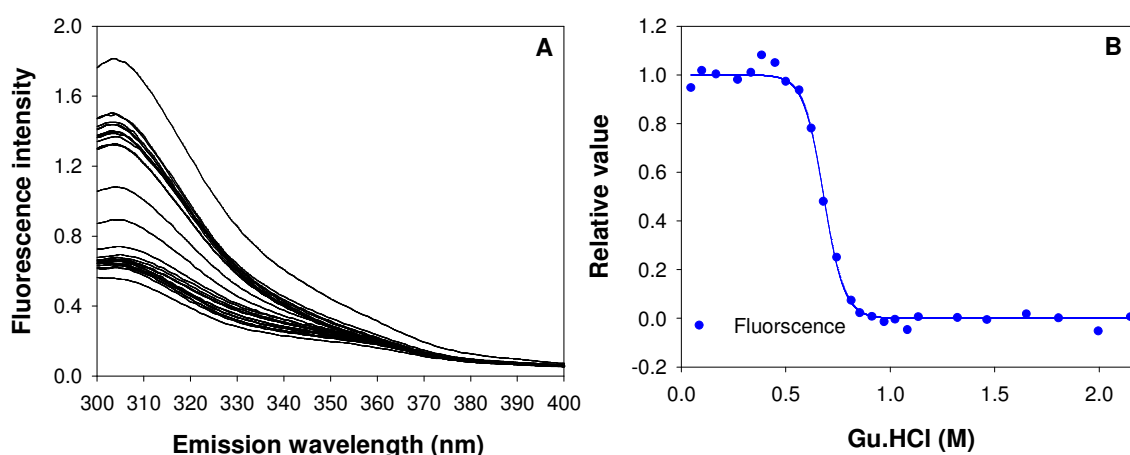 A
Fluorescence intensity
2.0
1.6
1.2
0.8
0.4
0.0
300 310 320 330 340 350 360 370 380 390 400
Emission wavelength (nm)
B
Relative value
1.2
1.0
0.8
0.6
0.4
0.2
0.0
-0.2
Fluorscence
0.0 0.5 1.0 1.5 2.0
Gu.HCl (M)